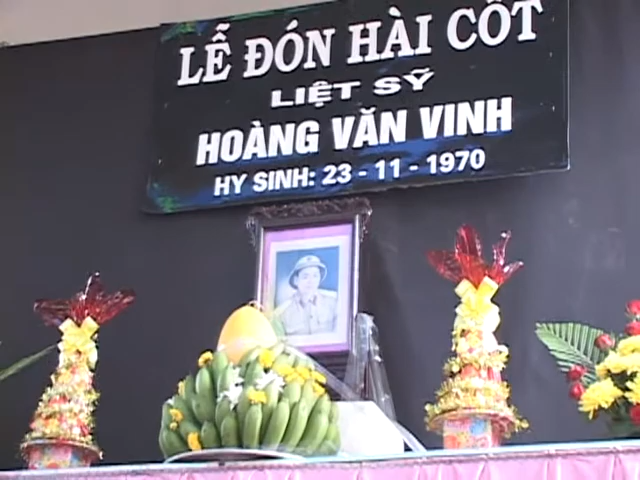 LỄ ĐÓN HÀI CỐT
LIỆT SỸ
HOÀNG VĂN VINH
HY SINH: 23 - 11 - 1970